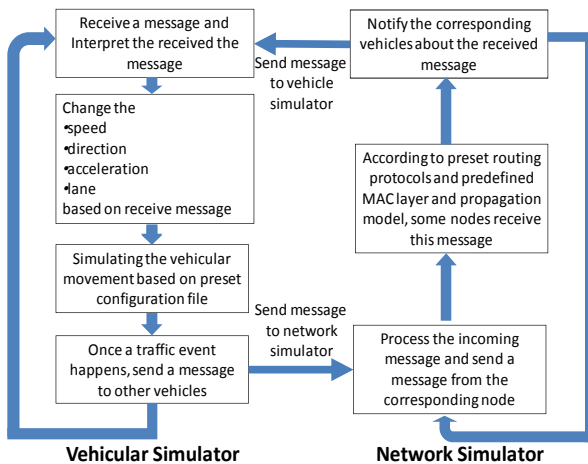 Receive a message and
Interpret the received the
message
Change the
•speed
•direction
•acceleration
•lane
based on receive message
Simulating the vehicular
movement based on preset
configuration file
Once a traffic event
happens, send a message
to other vehicles
Vehicular Simulator
Send message
to vehicle
simulator
Send message
to network
simulator
Notify the corresponding
vehicles about the received
message
According to preset routing
protocols and predefined
MAC layer and propagation
model, some nodes receive
this message
Process the incoming
message and send a
message from the
corresponding node
Network Simulator